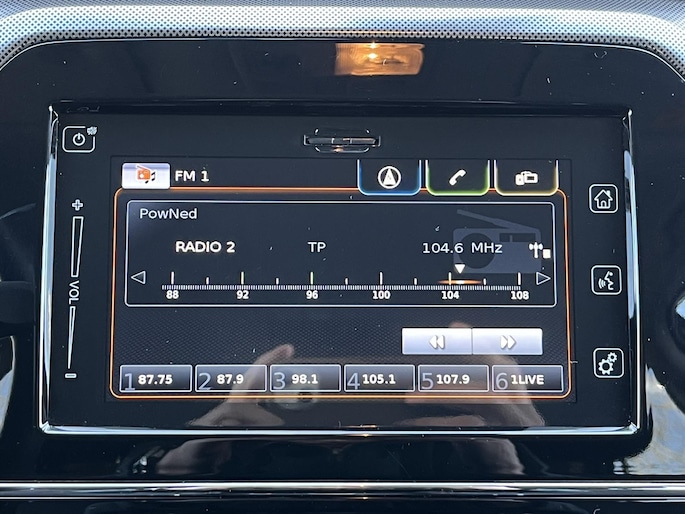 FM 1
PowNed
RADIO 2 TP 104.6 MHz
88 92 96 100 104 108
VOL
1 87.75 2 87.9 3 98.1 4 105.1 5 107.9 6 1LIVE